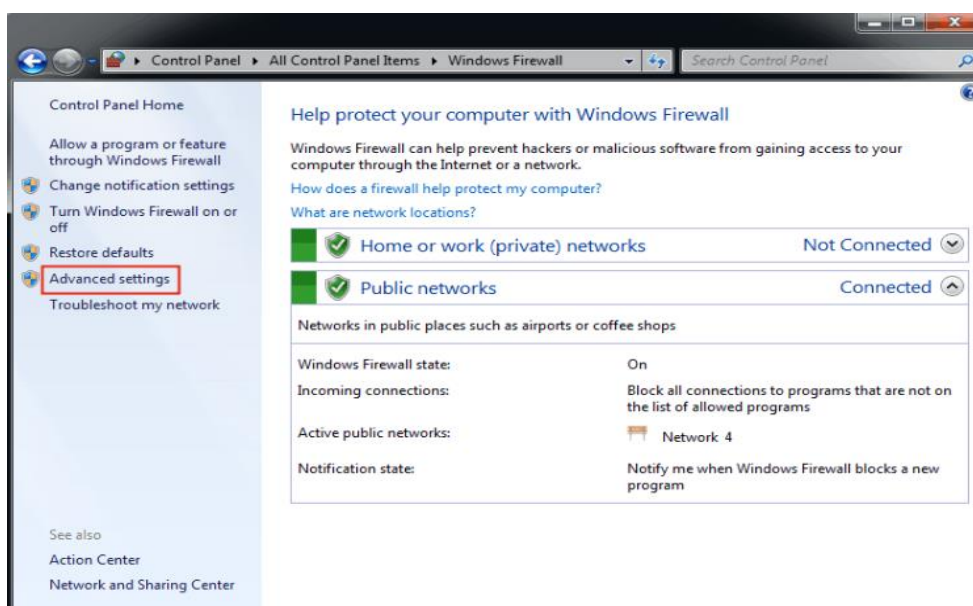 Control Panel ▸ All Control Panel Items ▸ Windows Firewall
Search Control Panel
Control Panel Home
Allow a program or feature
through Windows Firewall
Change notification settings
Turn Windows Firewall on or
off
Restore defaults
Advanced settings
Troubleshoot my network
See also
Action Center
Network and Sharing Center
Help protect your computer with Windows Firewall
Windows Firewall can help prevent hackers or malicious software from gaining access to your
computer through the Internet or a network.
How does a firewall help protect my computer?
What are network locations?
Home or work (private) networks Not Connected
Public networks Connected
Networks in public places such as airports or coffee shops
Windows Firewall state: On
Incoming connections: Block all connections to programs that are not on
the list of allowed programs
Active public networks: Network 4
Notification state: Notify me when Windows Firewall blocks a new
program